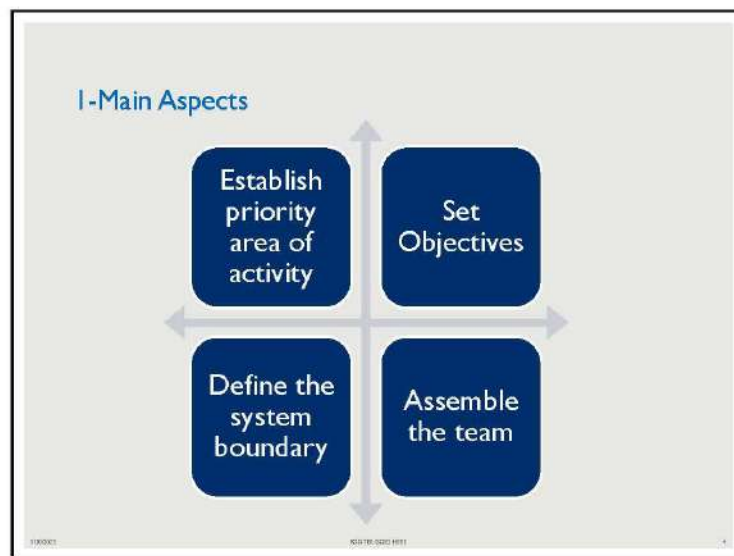 1-Main Aspects
Establish
priority
area of
activity
Set
Objectives
Define the
system
boundary
Assemble
the team